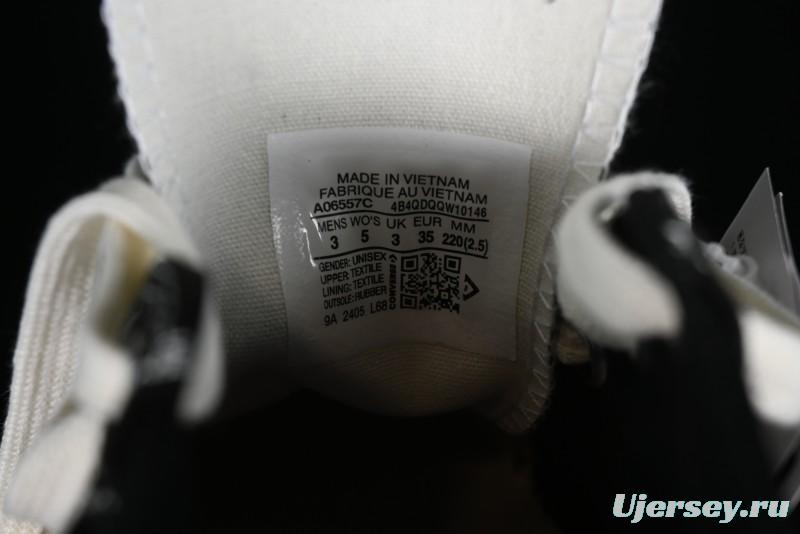 MADE IN VIETNAM
FABRIQUE AU VIETNAM
A06557C 4B4QDQQW10146
MENS WO'S UK EUR MM
3 5 3 35 220(2.5)
GENDER: UNISEX
UPPER: TEXTILE
LINING: TEXTILE
OUTSOLE: RUBBER
9A 2405 L68
Ujersey.ru